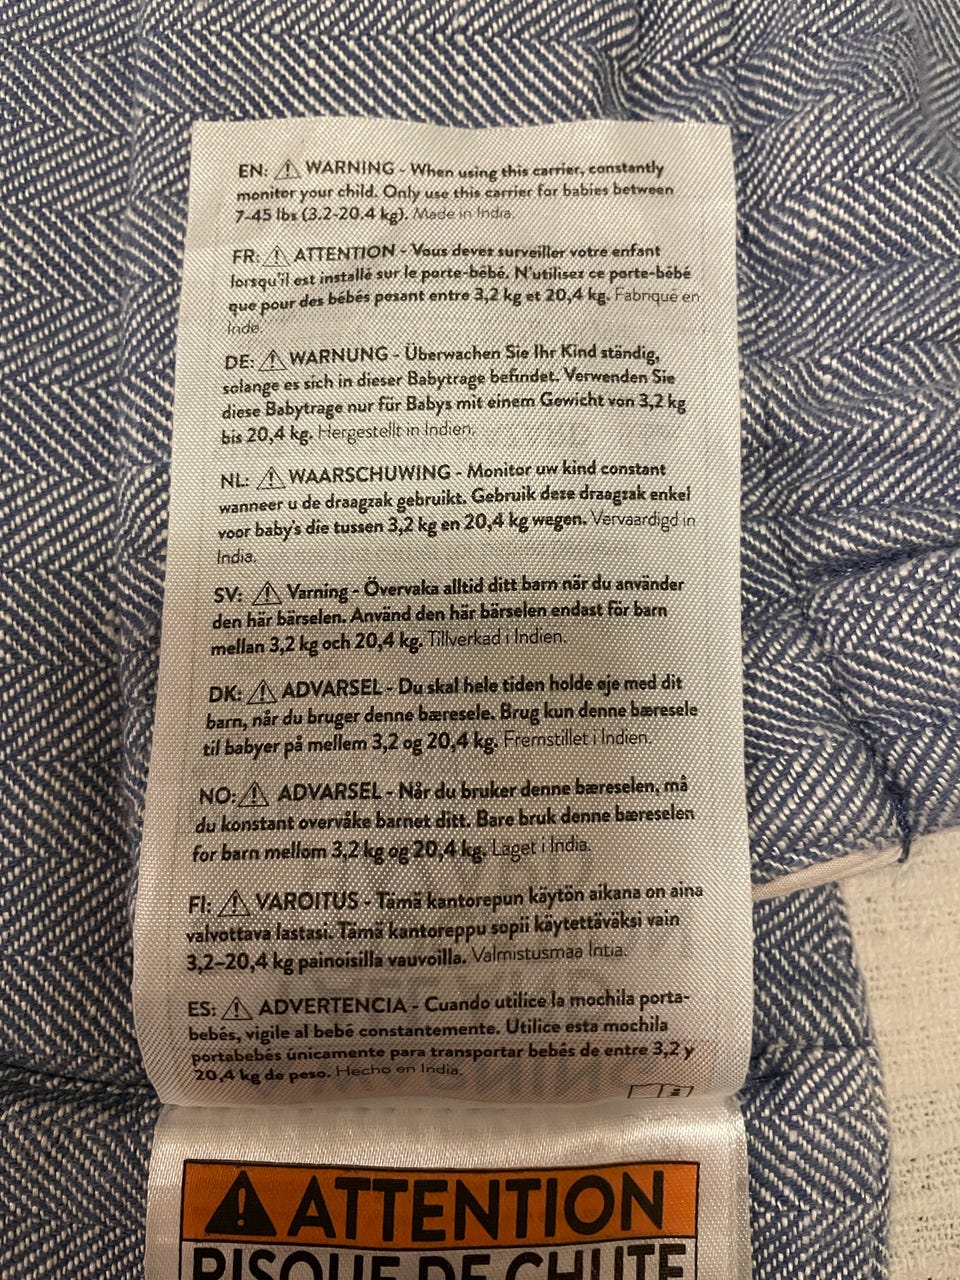 EN: ⚠ WARNING - When using this carrier, constantly
monitor your child. Only use this carrier for babies between
7-45 lbs (3.2-20.4 kg). Made in India.
FR: ⚠ ATTENTION - Vous devez surveiller votre enfant
lorsqu'il est installé sur le porte-bébé. N'utilisez ce porte-bébé
que pour des bébés pesant entre 3,2 kg et 20,4 kg. Fabriqué en
Inde.
DE: ⚠ WARNUNG - Überwachen Sie Ihr Kind ständig,
solange es sich in dieser Babytrage befindet. Verwenden Sie
diese Babytrage nur für Babys mit einem Gewicht von 3,2 kg
bis 20,4 kg. Hergestellt in Indien.
NL: ⚠ WAARSCHUWING - Monitor uw kind constant
wanneer u de draagzak gebruikt. Gebruik deze draagzak enkel
voor baby's die tussen 3,2 kg en 20,4 kg wegen. Vervaardigd in
India.
SV: ⚠ Varning - Övervaka alltid ditt barn när du använder
den här bärselen. Använd den här bärselen endast för barn
mellan 3,2 kg och 20,4 kg. Tillverkad i Indien.
DK: ⚠ ADVARSEL - Du skal hele tiden holde øje med dit
barn, når du bruger denne bæresele. Brug kun denne bæresele
til babyer på mellem 3,2 og 20,4 kg. Fremstillet i Indien.
NO: ⚠ ADVARSEL - Når du bruker denne bæreselen, må
du konstant overvåke barnet ditt. Bare bruk denne bæreselen
for barn mellom 3,2 kg og 20,4 kg. Laget i India.
FI: ⚠ VAROITUS - Tämä kantorepun käytön aikana on aina
valvottava lastasi. Tämä kantoreppu sopii käytettäväksi vain
3,2–20,4 kg painoisilla vauvoilla. Valmistusmaa Intia.
ES: ⚠ ADVERTENCIA - Cuando utilice la mochila porta-
bebés, vigile al bebé constantemente. Utilice esta mochila
portabebés únicamente para transportar bebés de entre 3,2 y
20,4 kg de peso. Hecho en India.
⚠ ATTENTION
RISQUE DE CHUTE